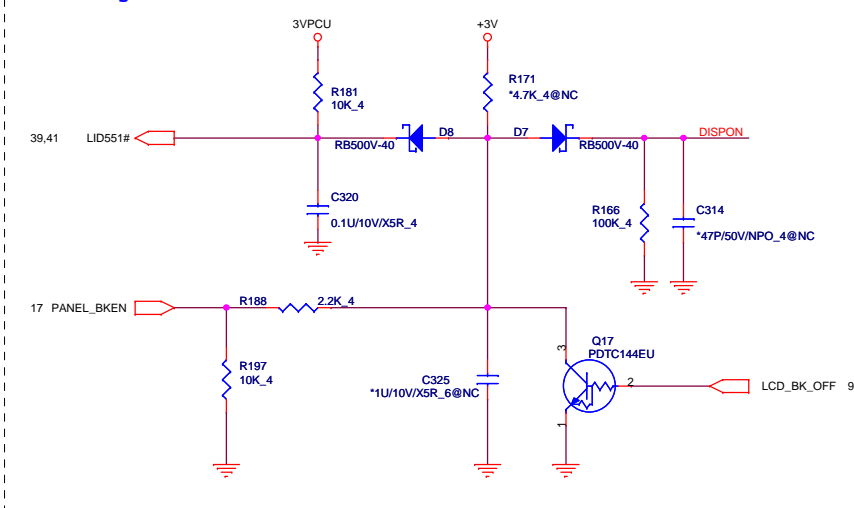 3VPCU
+3V
R181
10K_4
R171
*4.7K_4@NC
39,41 LID551#
D8
RB500V-40
D7
RB500V-40
DISPON
C320
0.1U/10V/X5R_4
R166
100K_4
C314
*47P/50V/NPO_4@NC
17 PANEL_BKEN
R188 2.2K_4
R197
10K_4
C325
*1U/10V/X5R_6@NC
Q17
PDTC144EU
3
2
1
LCD_BK_OFF 9